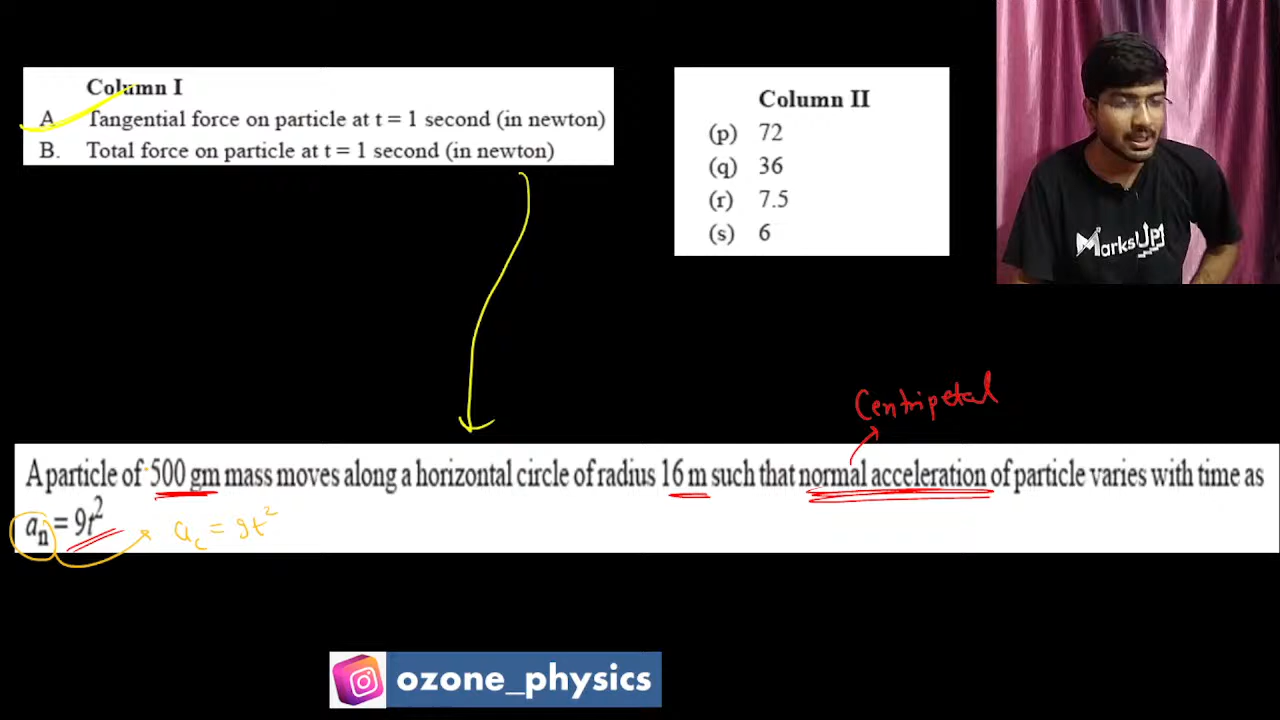 Column I
A Tangential force on particle at t = 1 second (in newton)
B. Total force on particle at t = 1 second (in newton)
Column II
(p) 72
(q) 36
(r) 7.5
(s) 6
MarksUP!
Centripetal
A particle of 500 gm mass moves along a horizontal circle of radius 16 m such that normal acceleration of particle varies with time as
aₙ = 9t²
a_c = 9t²
ozone_physics